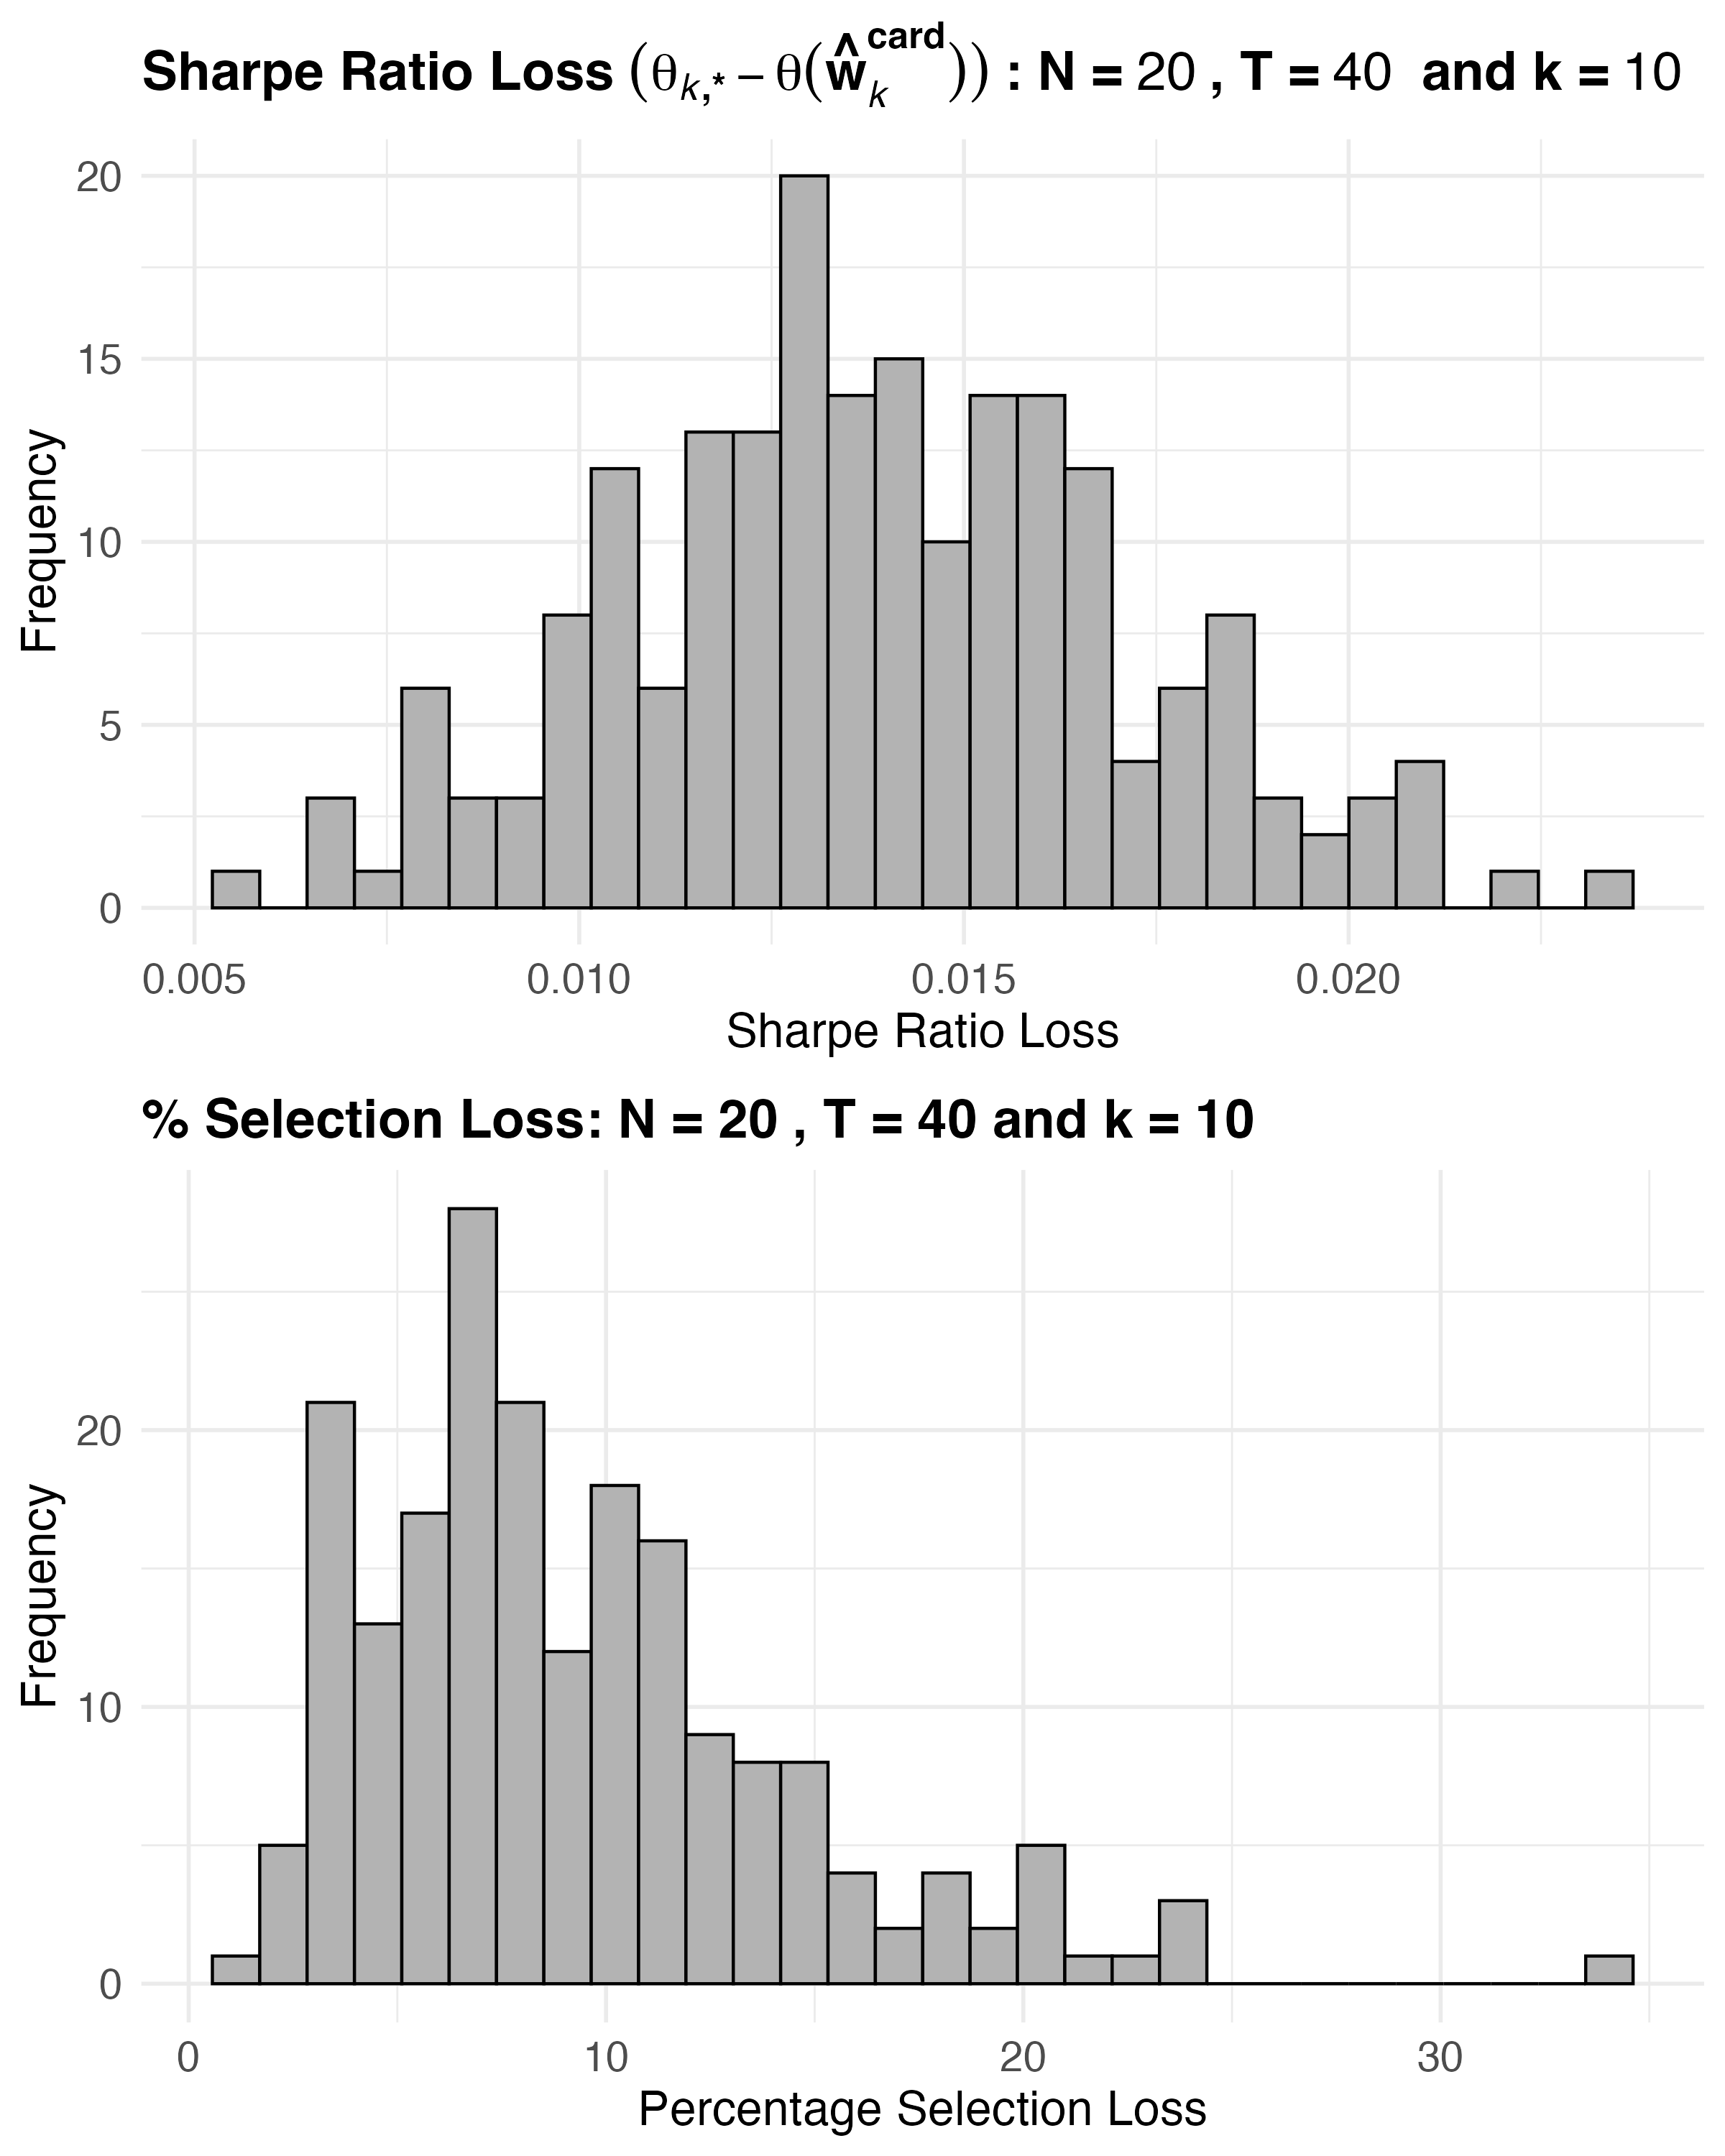 Sharpe Ratio Loss (θk,* − θ(ŵk^card)) : N = 20 , T = 40 and k = 10
20
15
10
5
0
Frequency
0.005 0.010 0.015 0.020
Sharpe Ratio Loss
% Selection Loss: N = 20 , T = 40 and k = 10
20
10
0
Frequency
0 10 20 30
Percentage Selection Loss